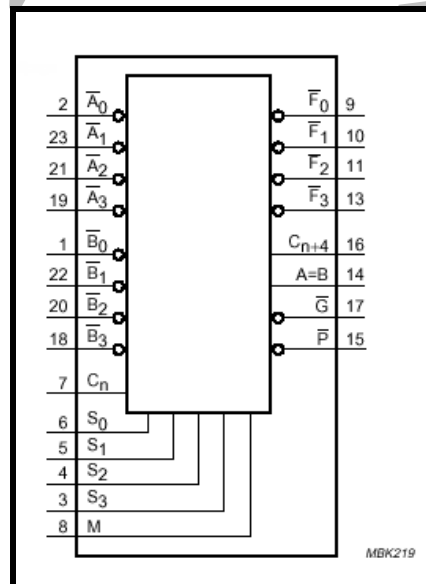 2 A̅0 F̅0 9
23 A̅1 F̅1 10
21 A̅2 F̅2 11
19 A̅3 F̅3 13
1 B̅0 Cn+4 16
22 B̅1 A=B 14
20 B̅2 G̅ 17
18 B̅3 P̅ 15
7 Cn
6 S0
5 S1
4 S2
3 S3
8 M
MBK219